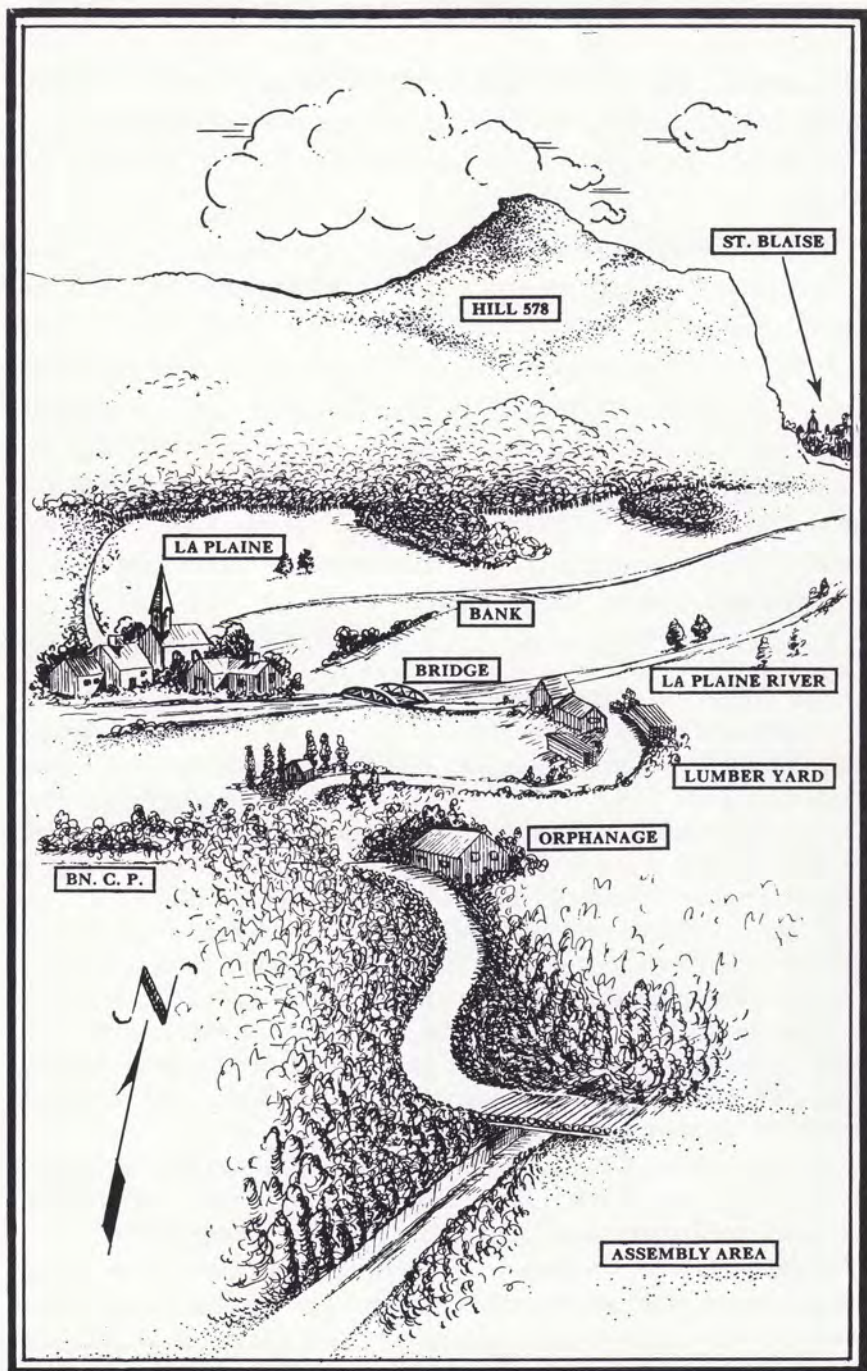 ST. BLAISE
HILL 578
LA PLAINE
BANK
BRIDGE
LA PLAINE RIVER
LUMBER YARD
ORPHANAGE
BN. C. P.
N
ASSEMBLY AREA